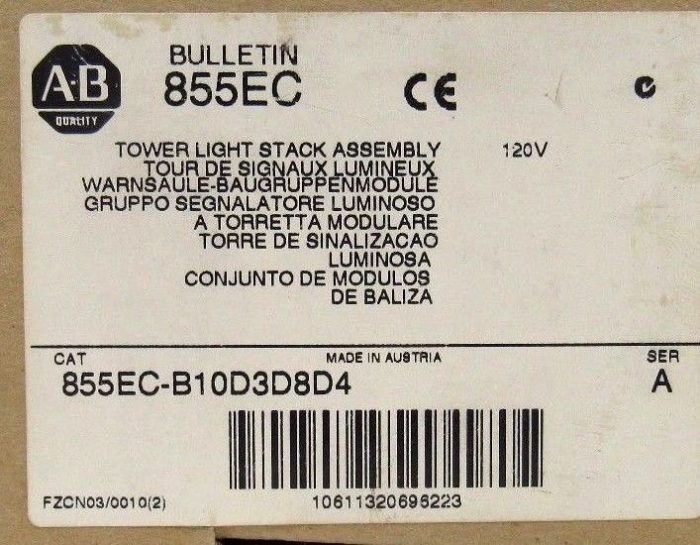 A·B
QUALITY
BULLETIN
855EC
CE
TOWER LIGHT STACK ASSEMBLY 120V
TOUR DE SIGNAUX LUMINEUX
WARNSAULE-BAUGRUPPENMODULE
GRUPPO SEGNALATORE LUMINOSO
A TORRETTA MODULARE
TORRE DE SINALIZACAO
LUMINOSA
CONJUNTO DE MODULOS
DE BALIZA
CAT MADE IN AUSTRIA SER
855EC-B10D3D8D4 A
FZCN03/0010(2) 10611320696223